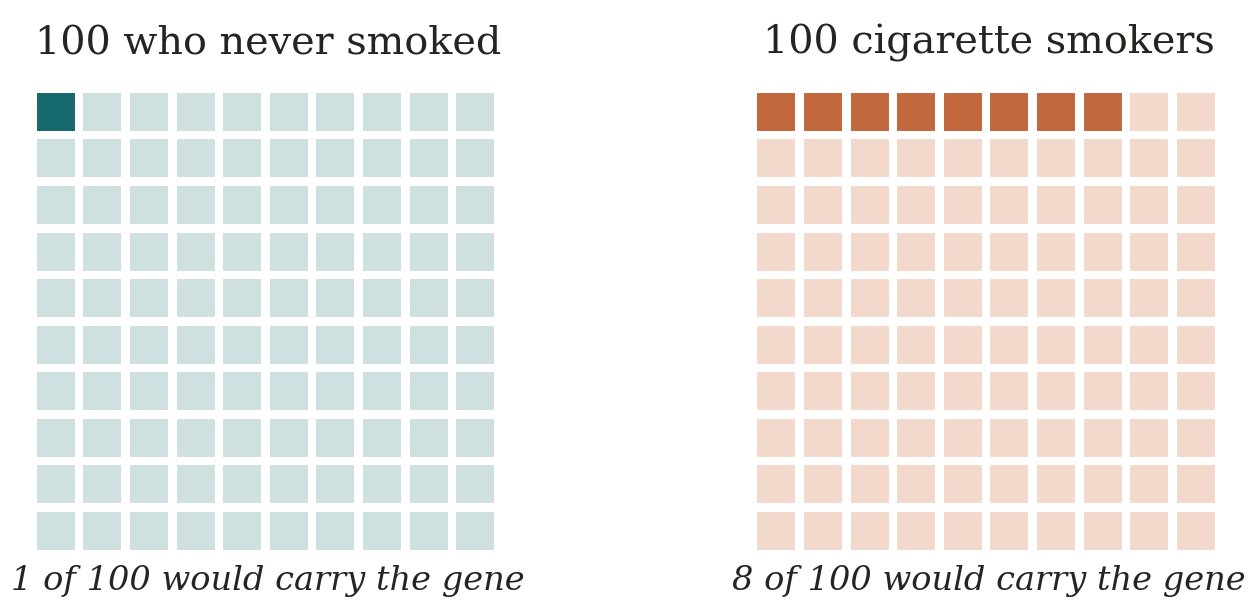 100 who never smoked
100 cigarette smokers
1 of 100 would carry the gene
8 of 100 would carry the gene